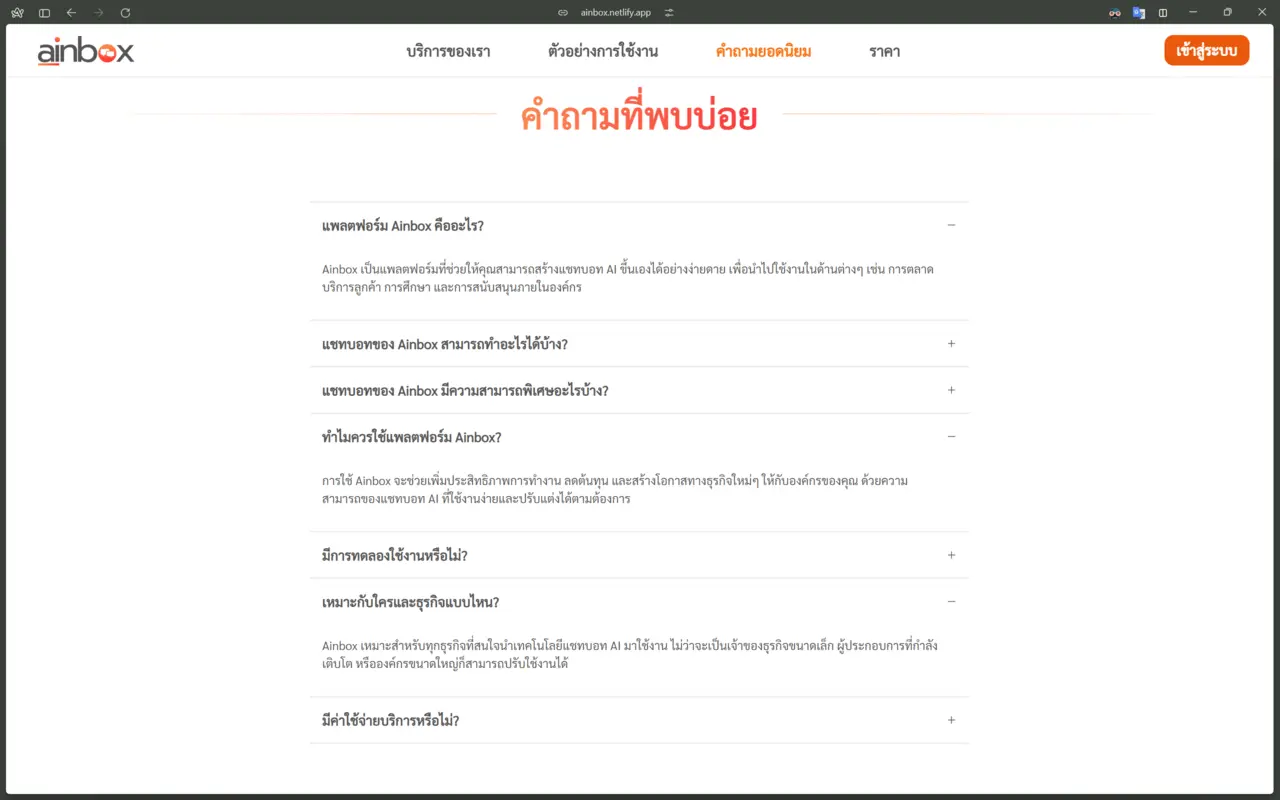 ainbox.netlify.app
ainbox
บริการของเรา
ตัวอย่างการใช้งาน
คำถามยอดนิยม
ราคา
เข้าสู่ระบบ
คำถามที่พบบ่อย
แพลตฟอร์ม Ainbox คืออะไร?
Ainbox เป็นแพลตฟอร์มที่ช่วยให้คุณสามารถสร้างแชทบอท AI ขึ้นเองได้อย่างง่ายดาย เพื่อนำไปใช้งานในด้านต่างๆ เช่น การตลาด
บริการลูกค้า การศึกษา และการสนับสนุนภายในองค์กร
แชทบอทของ Ainbox สามารถทำอะไรได้บ้าง?
แชทบอทของ Ainbox มีความสามารถพิเศษอะไรบ้าง?
ทำไมควรใช้แพลตฟอร์ม Ainbox?
การใช้ Ainbox จะช่วยเพิ่มประสิทธิภาพการทำงาน ลดต้นทุน และสร้างโอกาสทางธุรกิจใหม่ๆ ให้กับองค์กรของคุณ ด้วยความ
สามารถของแชทบอท AI ที่ใช้งานง่ายและปรับแต่งได้ตามต้องการ
มีการทดลองใช้งานหรือไม่?
เหมาะกับใครและธุรกิจแบบไหน?
Ainbox เหมาะสำหรับทุกธุรกิจที่สนใจนำเทคโนโลยีแชทบอท AI มาใช้งาน ไม่ว่าจะเป็นเจ้าของธุรกิจขนาดเล็ก ผู้ประกอบการที่กำลัง
เติบโต หรือองค์กรขนาดใหญ่ก็สามารถปรับใช้งานได้
มีค่าใช้จ่ายบริการหรือไม่?